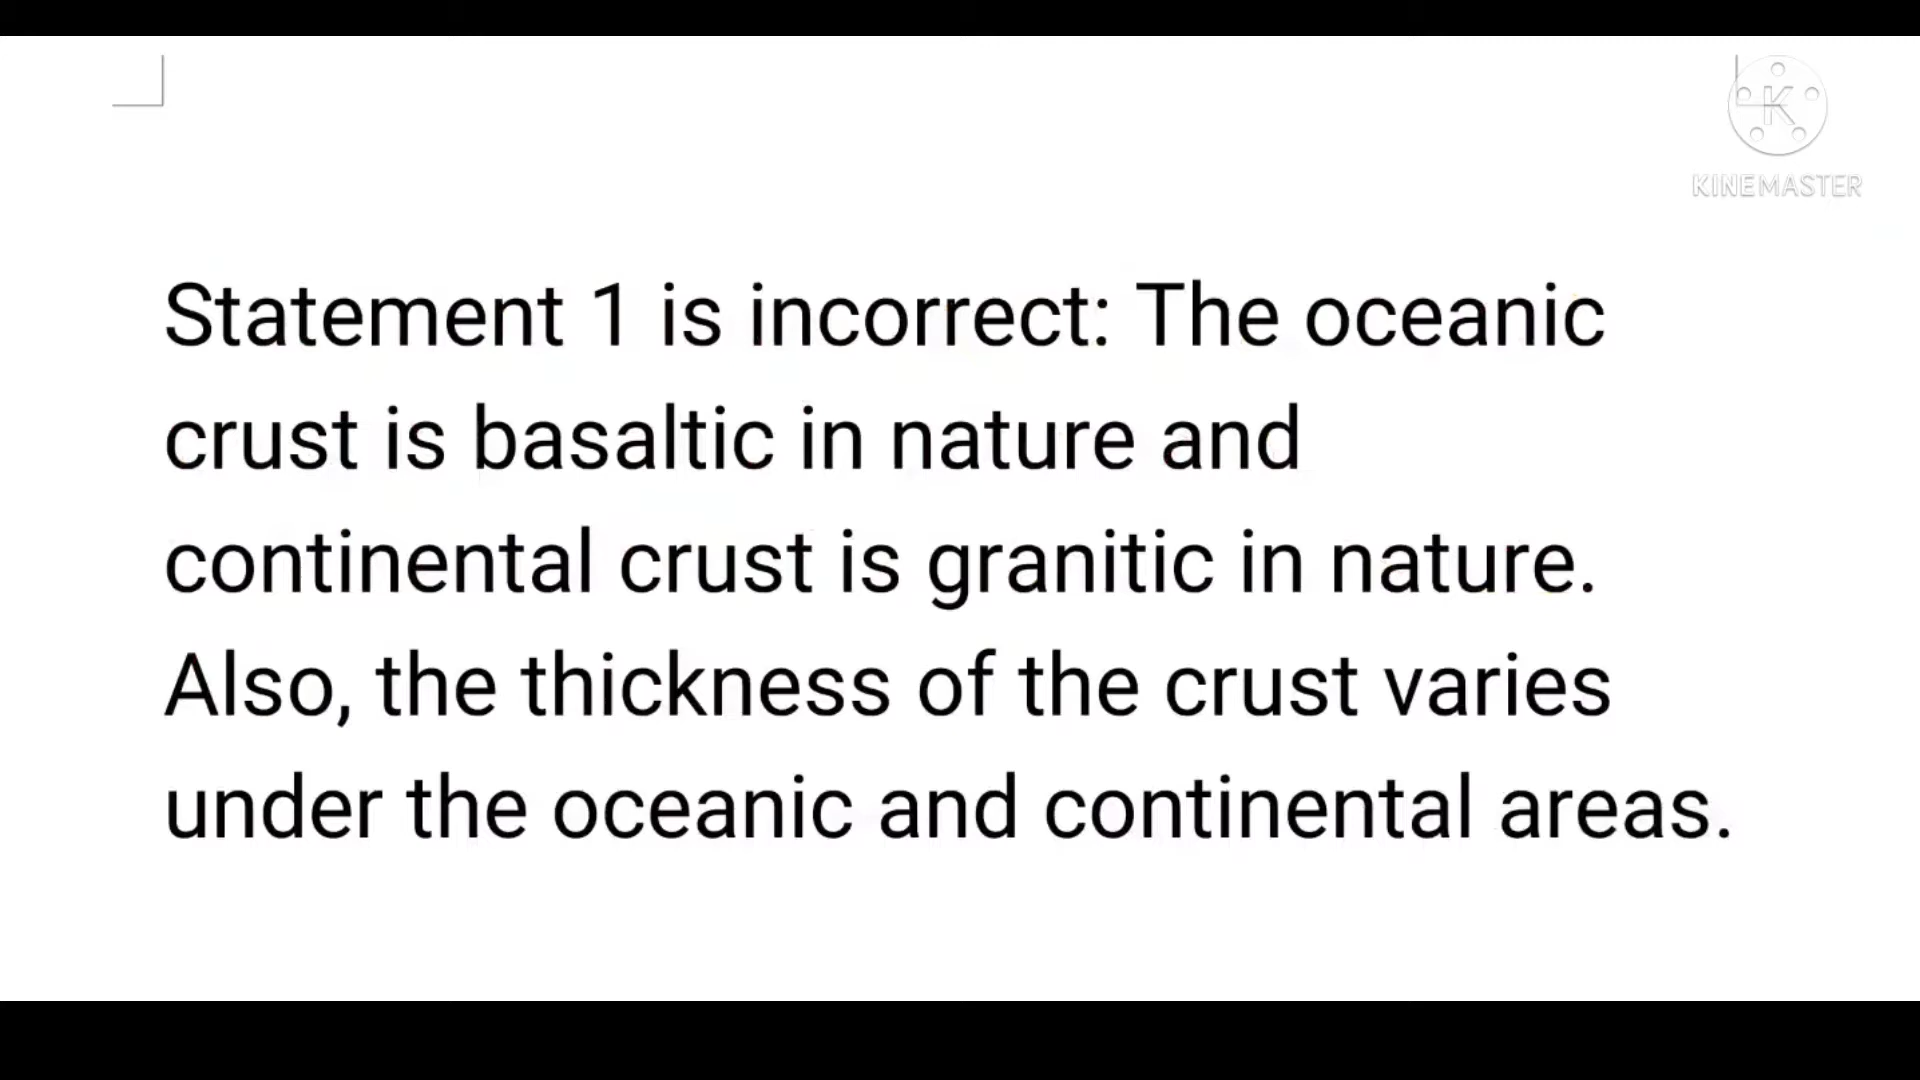 KINEMASTER
Statement 1 is incorrect: The oceanic
crust is basaltic in nature and
continental crust is granitic in nature.
Also, the thickness of the crust varies
under the oceanic and continental areas.